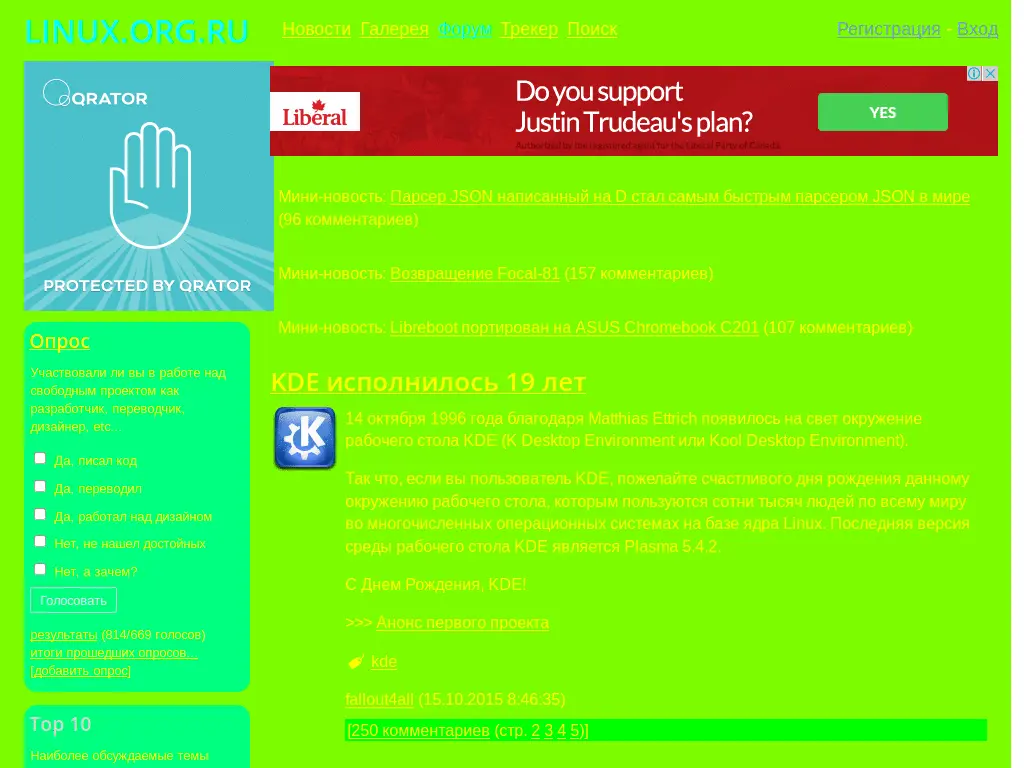 LINUX.ORG.RU
Новости Галерея Форум Трекер Поиск
Регистрация - Вход
QRATOR
PROTECTED BY QRATOR
Liberal
Do you support
Justin Trudeau's plan?
Authorized by the registered agent for the Liberal Party of Canada.
YES
Мини-новость: Парсер JSON написанный на D стал самым быстрым парсером JSON в мире
(96 комментариев)
Мини-новость: Возвращение Focal-81 (157 комментариев)
Мини-новость: Libreboot портирован на ASUS Chromebook C201 (107 комментариев)
Опрос
Участвовали ли вы в работе над
свободным проектом как
разработчик, переводчик,
дизайнер, etc...
Да, писал код
Да, переводил
Да, работал над дизайном
Нет, не нашел достойных
Нет, а зачем?
Голосовать
результаты (814/669 голосов)
итоги прошедших опросов...
[добавить опрос]
Top 10
Наиболее обсуждаемые темы
KDE исполнилось 19 лет
14 октября 1996 года благодаря Matthias Ettrich появилось на свет окружение
рабочего стола KDE (K Desktop Environment или Kool Desktop Environment).
Так что, если вы пользователь KDE, пожелайте счастливого дня рождения данному
окружению рабочего стола, которым пользуются сотни тысяч людей по всему миру
во многочисленных операционных системах на базе ядра Linux. Последняя версия
среды рабочего стола KDE является Plasma 5.4.2.
С Днем Рождения, KDE!
>>> Анонс первого проекта
kde
fallout4all (15.10.2015 8:46:35)
[250 комментариев (стр. 2 3 4 5)]